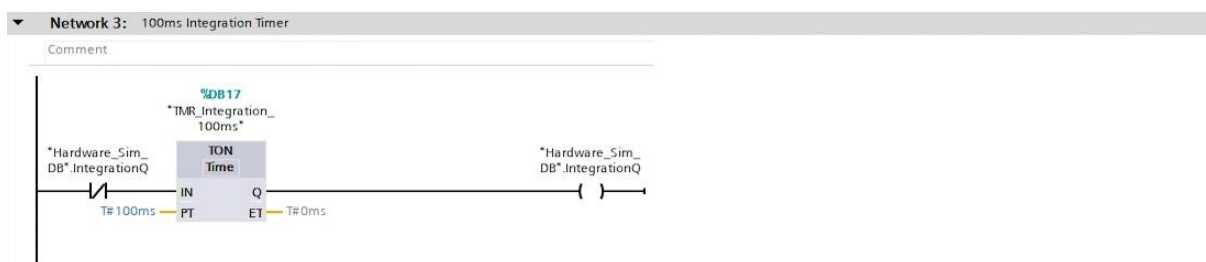 Network 3: 100ms Integration Timer
Comment
%DB17
"TMR_Integration_
100ms"
"Hardware_Sim_
DB".IntegrationQ
TON
Time
"Hardware_Sim_
DB".IntegrationQ
IN Q
T#100ms PT ET T#0ms